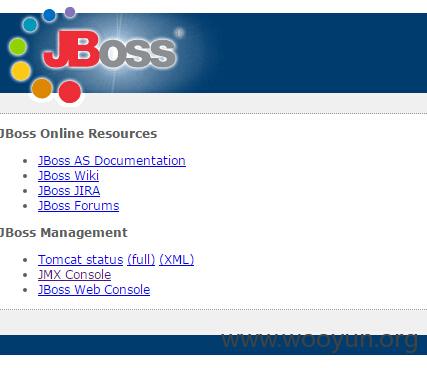 JBoss®
JBoss Online Resources
JBoss AS Documentation
JBoss Wiki
JBoss JIRA
JBoss Forums
JBoss Management
Tomcat status (full) (XML)
JMX Console
JBoss Web Console
www.wooyun.org